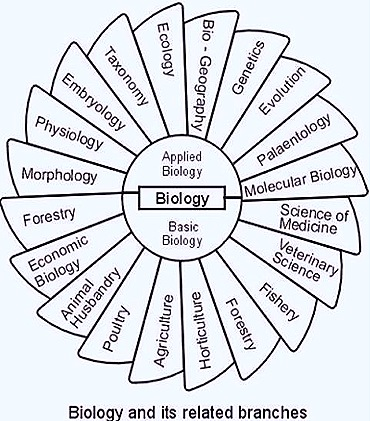 Ecology
Bio - Geography
Genetics
Evolution
Palaentology
Molecular Biology
Science of
Medicine
Veterinary
Science
Fishery
Forestry
Horticulture
Agriculture
Poultry
Animal
Husbandry
Economic
Biology
Forestry
Morphology
Physiology
Embryology
Taxonomy
Applied
Biology
Biology
Basic
Biology
Biology and its related branches